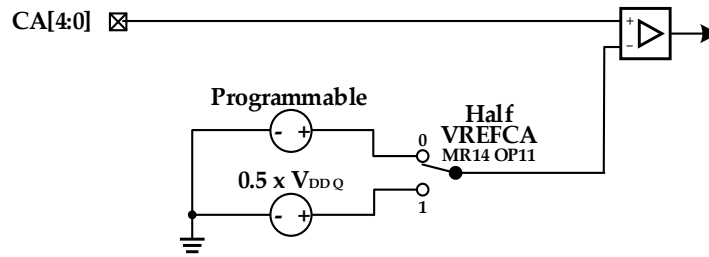 CA[4:0]
+
-
Programmable
- +
0.5 x VDDQ
- +
Half
VREFCA
MR14 OP11
0
1